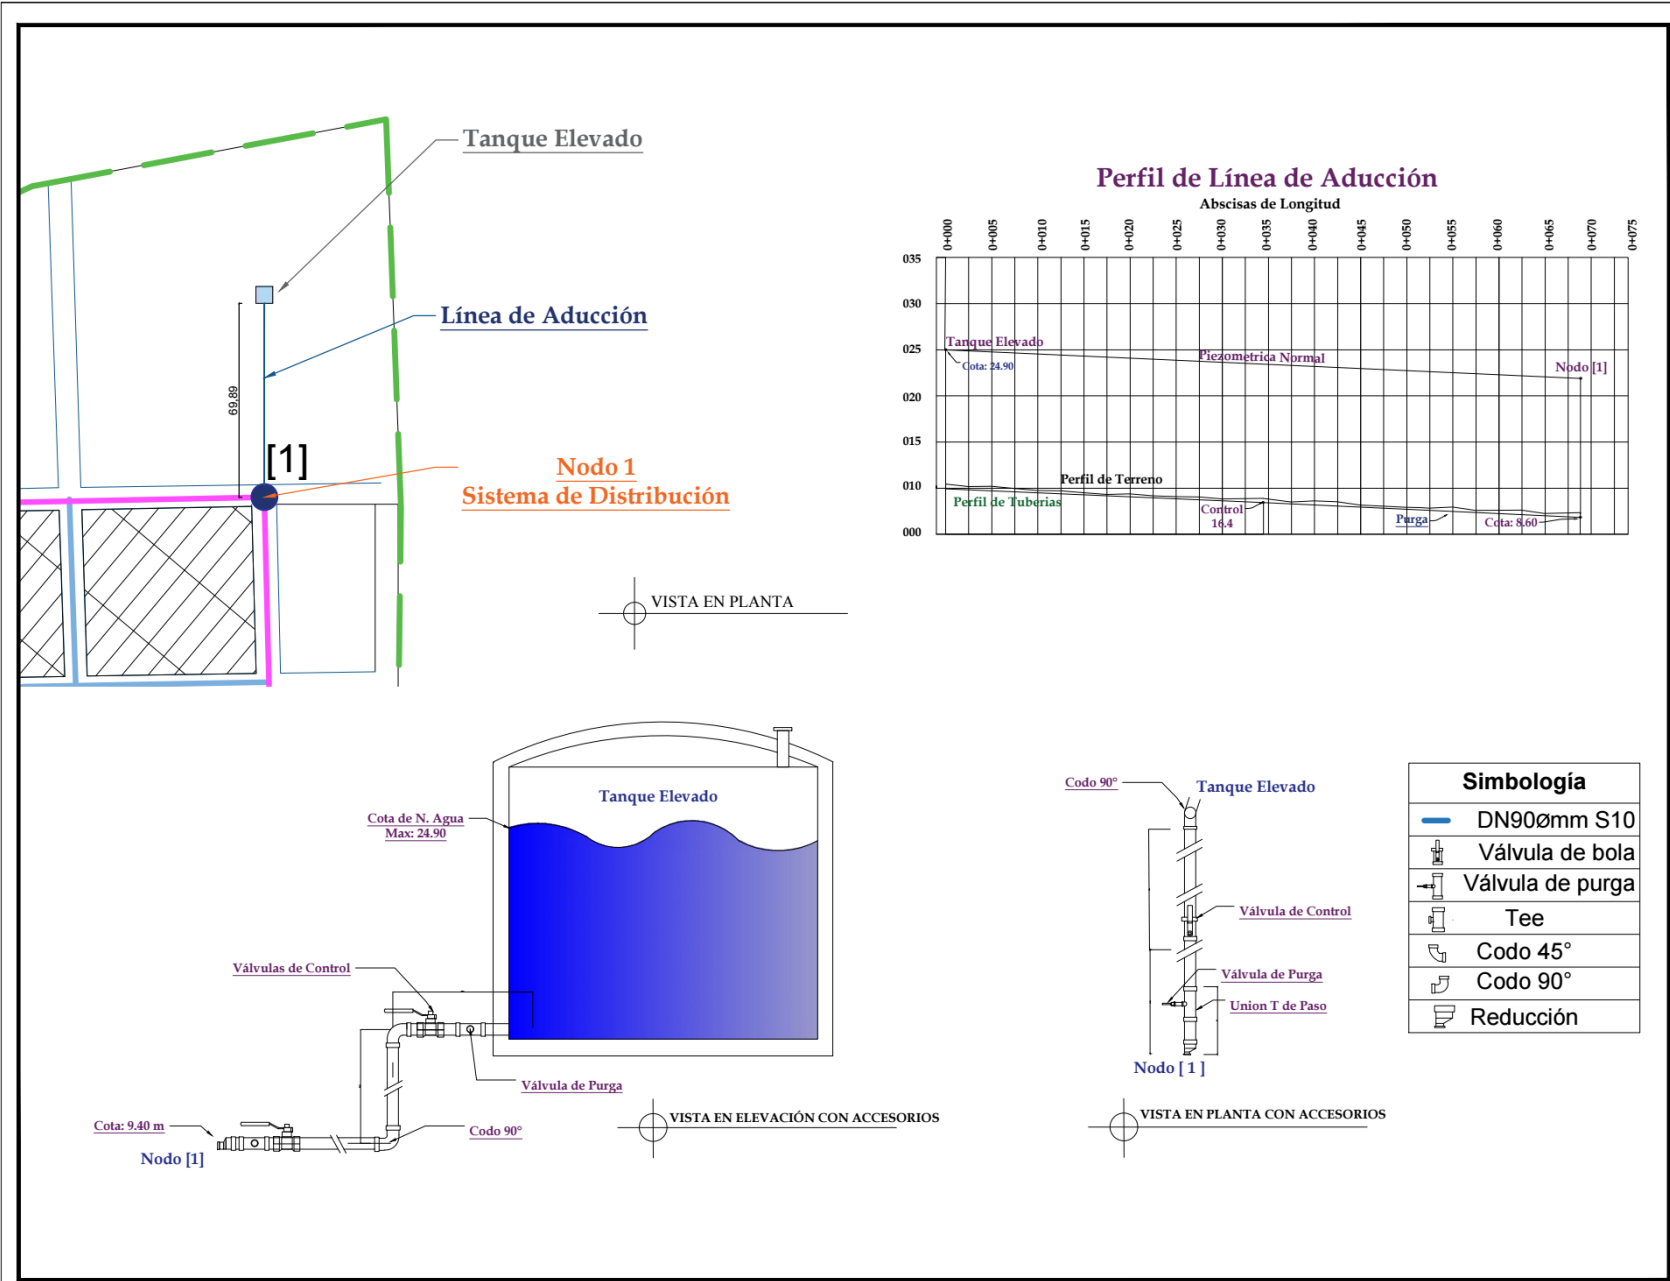 Tanque Elevado
Línea de Aducción
69,89
[1]
Nodo 1
Sistema de Distribución
VISTA EN PLANTA
Perfil de Línea de Aducción
Abscisas de Longitud
0+000
0+005
0+010
0+015
0+020
0+025
0+030
0+035
0+040
0+045
0+050
0+055
0+060
0+065
0+070
0+075
035
030
025
020
015
010
000
Tanque Elevado
Cota: 24.90
Piezometrica Normal
Nodo [1]
Perfil de Terreno
Perfil de Tuberias
Control
16.4
Purga
Cota: 8.60
Tanque Elevado
Cota de N. Agua
Max: 24.90
Válvulas de Control
Válvula de Purga
Cota: 9.40 m
Codo 90°
Nodo [1]
VISTA EN ELEVACIÓN CON ACCESORIOS
Codo 90°
Tanque Elevado
Válvula de Control
Válvula de Purga
Union T de Paso
Nodo [ 1 ]
VISTA EN PLANTA CON ACCESORIOS
Simbología
DN90Ømm S10
Válvula de bola
Válvula de purga
Tee
Codo 45°
Codo 90°
Reducción